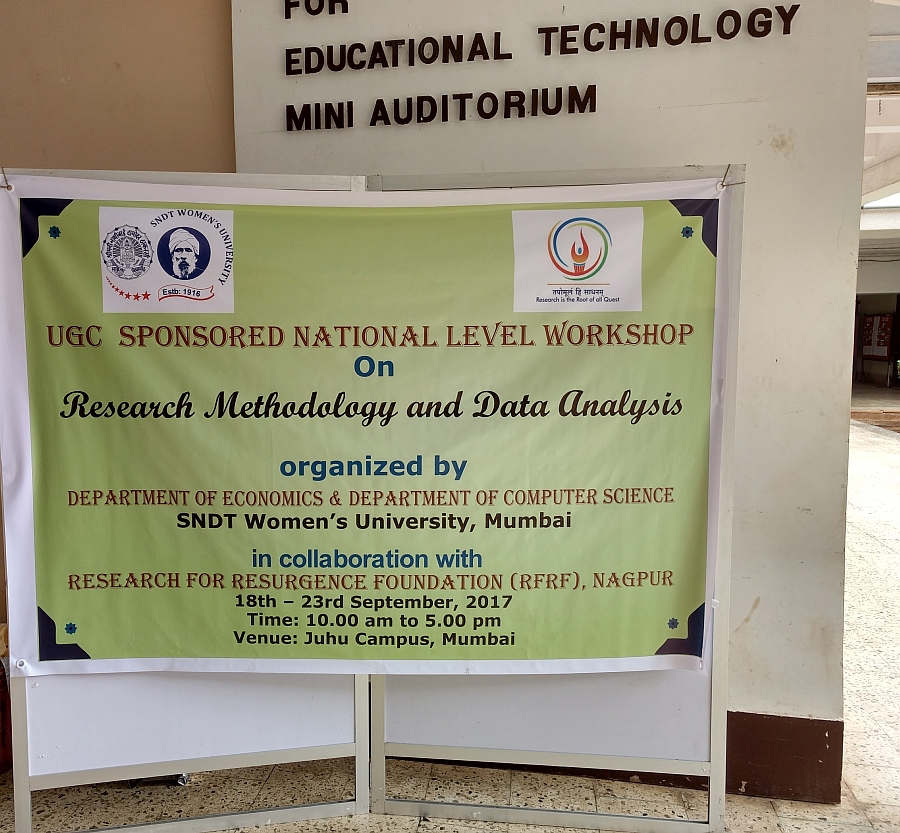 FOR
EDUCATIONAL TECHNOLOGY
MINI AUDITORIUM
SNDT WOMEN'S UNIVERSITY
Estb: 1916
तपोमूलं हि साधनम्
Research is the Root of all Quest
UGC SPONSORED NATIONAL LEVEL WORKSHOP
On
Research Methodology and Data Analysis
organized by
DEPARTMENT OF ECONOMICS & DEPARTMENT OF COMPUTER SCIENCE
SNDT Women's University, Mumbai
in collaboration with
RESEARCH FOR RESURGENCE FOUNDATION (RFRF), NAGPUR
18th – 23rd September, 2017
Time: 10.00 am to 5.00 pm
Venue: Juhu Campus, Mumbai